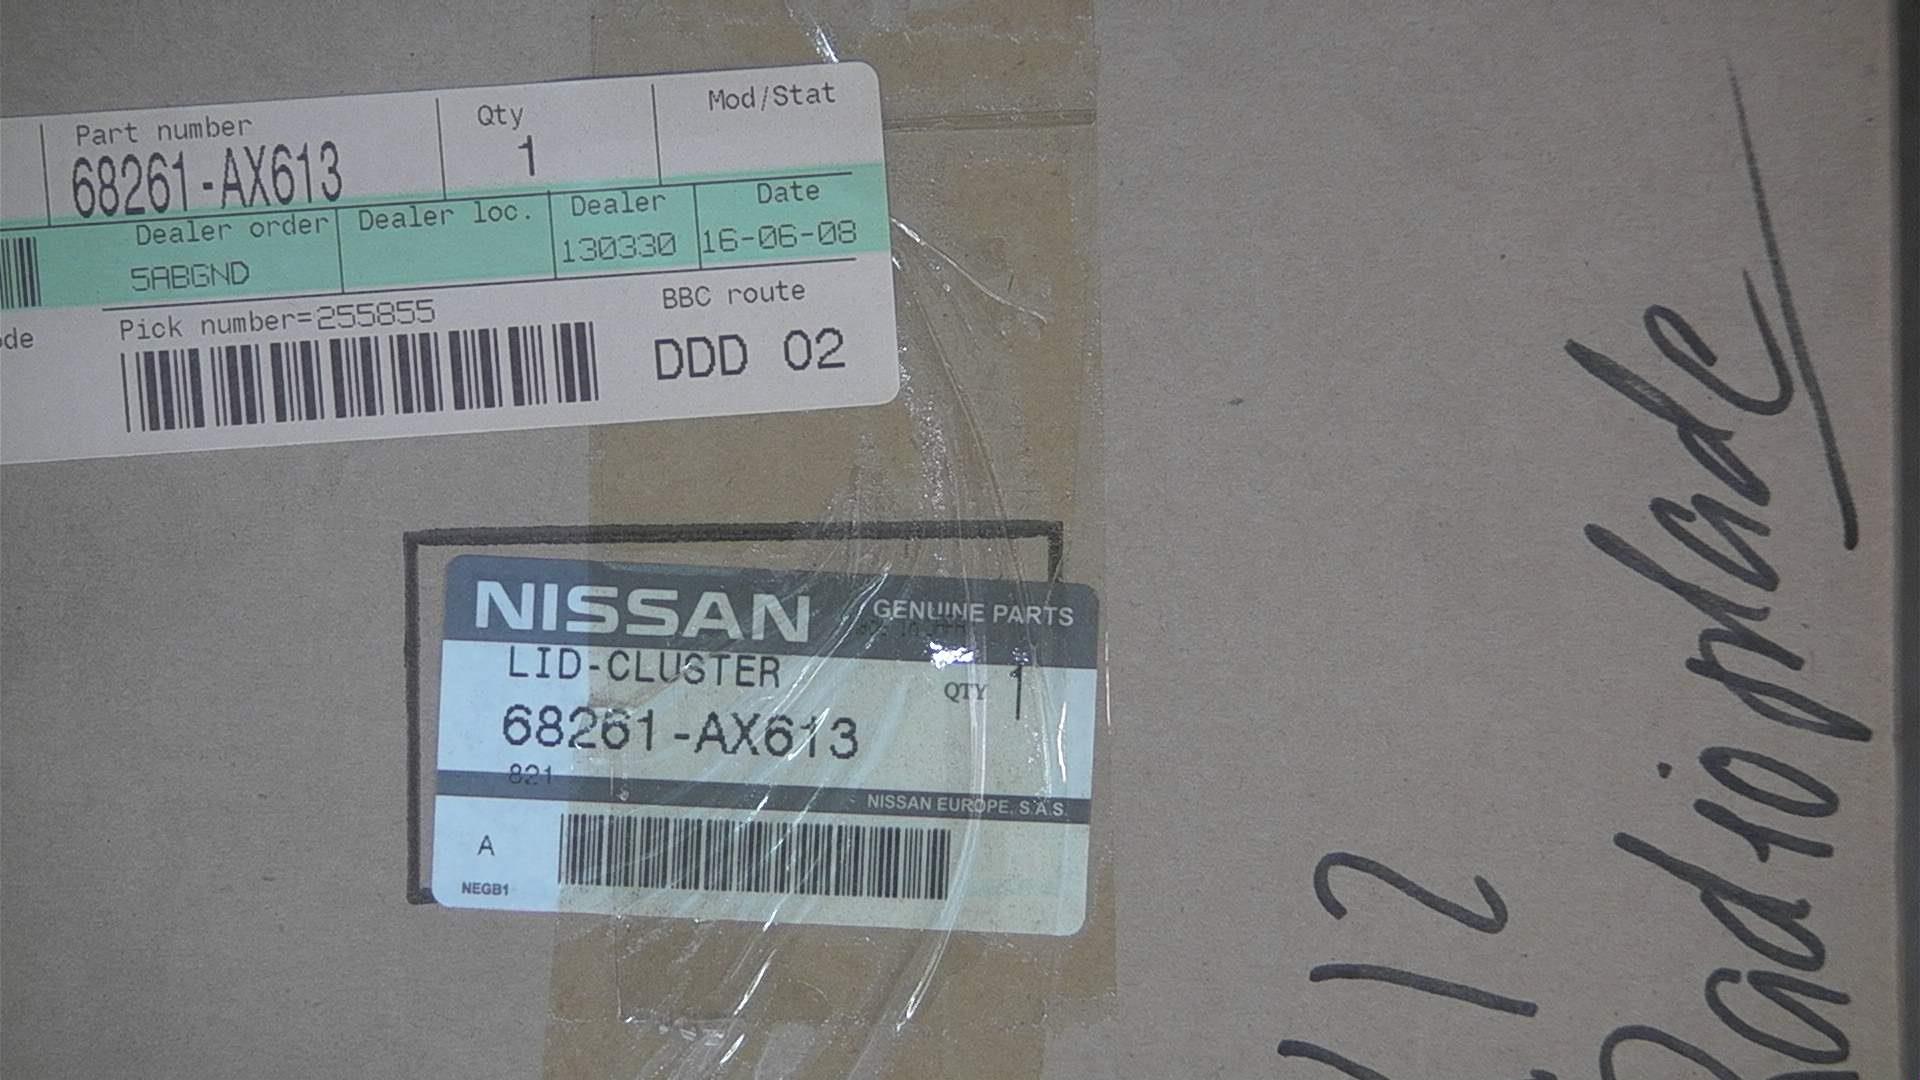 Part number
68261-AX613
Qty
1
Mod/Stat
Dealer order
5ABGND
Dealer loc.
Dealer
130330
Date
16-06-08
Pick number=255855
BBC route
DDD 02
NISSAN
GENUINE PARTS
LID-CLUSTER
QTY 1
68261-AX613
821
NISSAN EUROPE. S.A.S.
A
NEGB1
Radioplade